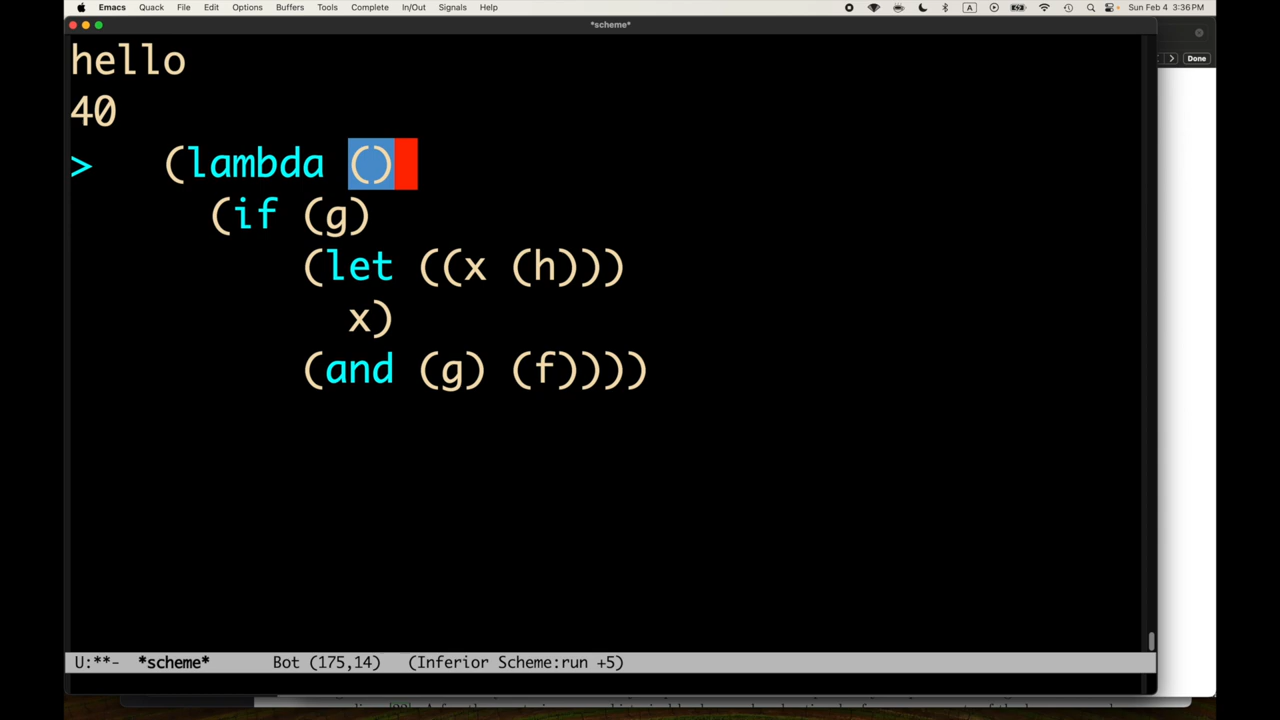 Emacs Quack File Edit Options Buffers Tools Complete In/Out Signals Help A Sun Feb 4 3:36 PM
*scheme*
Done
hello
40
> (lambda ()
(if (g)
(let ((x (h)))
x)
(and (g) (f))))
U:**- *scheme* Bot (175,14) (Inferior Scheme:run +5)